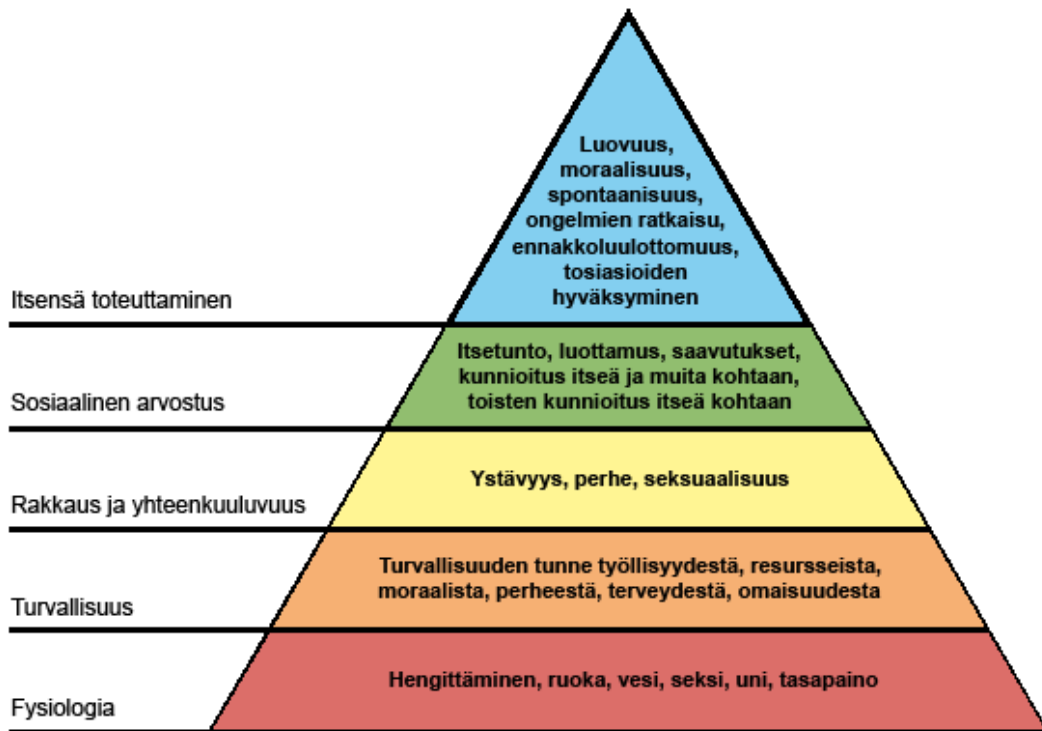 Luovuus,
moraalisuus,
spontaanisuus,
ongelmien ratkaisu,
ennakkoluulottomuus,
tosiasioiden
hyväksyminen
Itsensä toteuttaminen
Itsetunto, luottamus, saavutukset,
kunnioitus itseä ja muita kohtaan,
toisten kunnioitus itseä kohtaan
Sosiaalinen arvostus
Ystävyys, perhe, seksuaalisuus
Rakkaus ja yhteenkuuluvuus
Turvallisuuden tunne työllisyydestä, resursseista,
moraalista, perheestä, terveydestä, omaisuudesta
Turvallisuus
Hengittäminen, ruoka, vesi, seksi, uni, tasapaino
Fysiologia